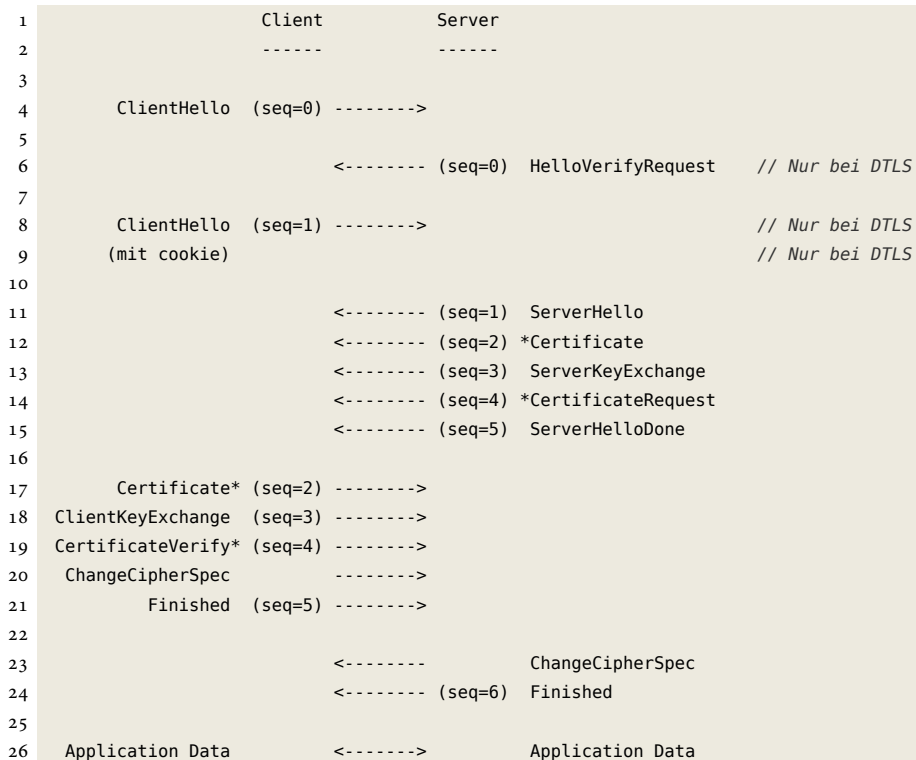 1 Client Server
2 ------ ------
3
4 ClientHello (seq=0) -------->
5
6 <-------- (seq=0) HelloVerifyRequest // Nur bei DTLS
7
8 ClientHello (seq=1) --------> // Nur bei DTLS
9 (mit cookie) // Nur bei DTLS
10
11 <-------- (seq=1) ServerHello
12 <-------- (seq=2) *Certificate
13 <-------- (seq=3) ServerKeyExchange
14 <-------- (seq=4) *CertificateRequest
15 <-------- (seq=5) ServerHelloDone
16
17 Certificate* (seq=2) -------->
18 ClientKeyExchange (seq=3) -------->
19 CertificateVerify* (seq=4) -------->
20 ChangeCipherSpec -------->
21 Finished (seq=5) -------->
22
23 <-------- ChangeCipherSpec
24 <-------- (seq=6) Finished
25
26 Application Data <-------> Application Data